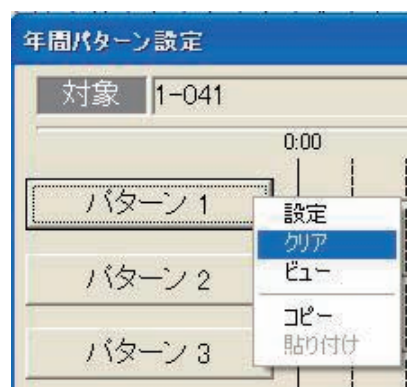 年間パターン設定
対象 1-041
0:00
パターン 1
設定
クリア
ビュー
コピー
貼り付け
パターン 2
パターン 3